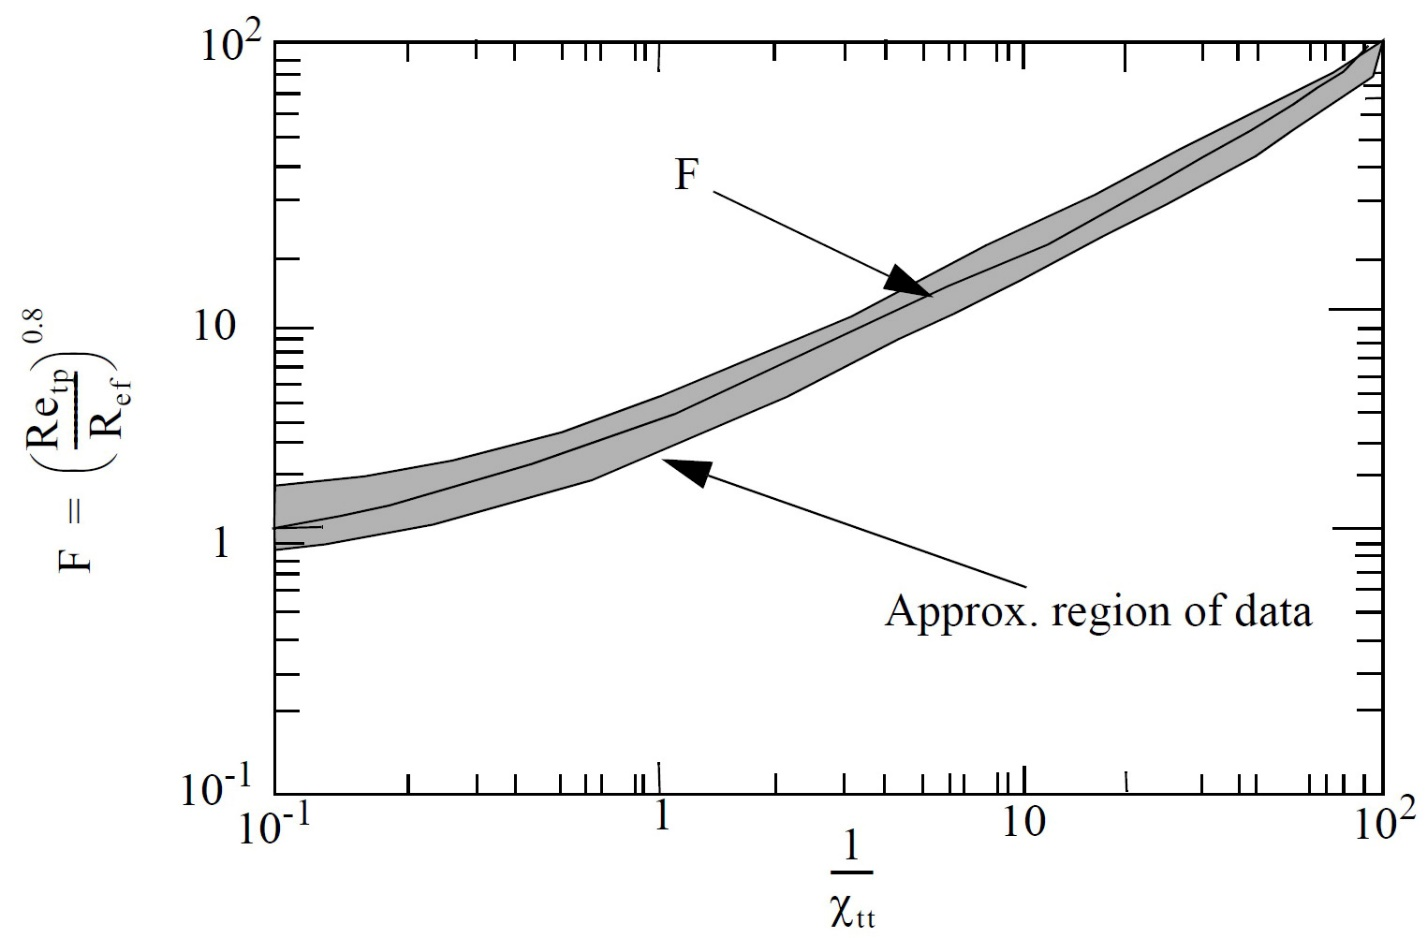 10²
F
10
F = (Re_tp / R_ef)^0.8
1
Approx. region of data
10⁻¹
10⁻¹ 1 10 10²
1
χ_tt